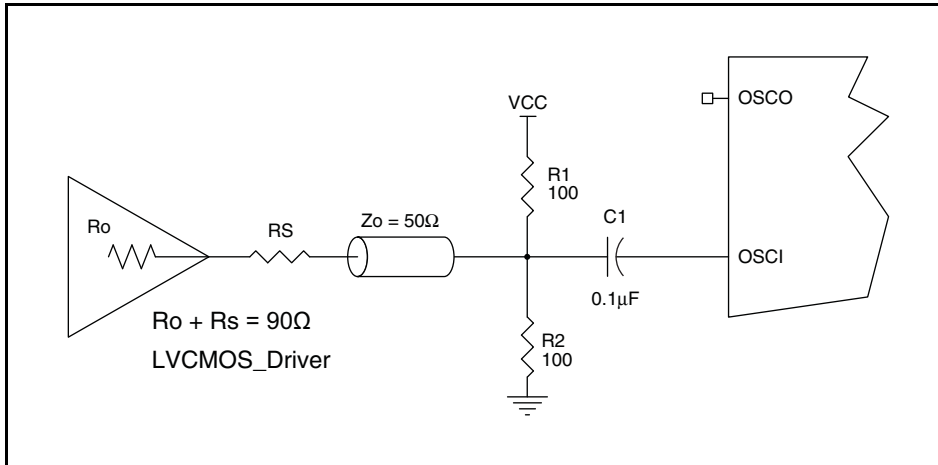 OSCO
VCC
R1
100
C1
Zo = 50Ω
RS
Ro
OSCI
0.1μF
Ro + Rs = 90Ω
R2
100
LVCMOS_Driver